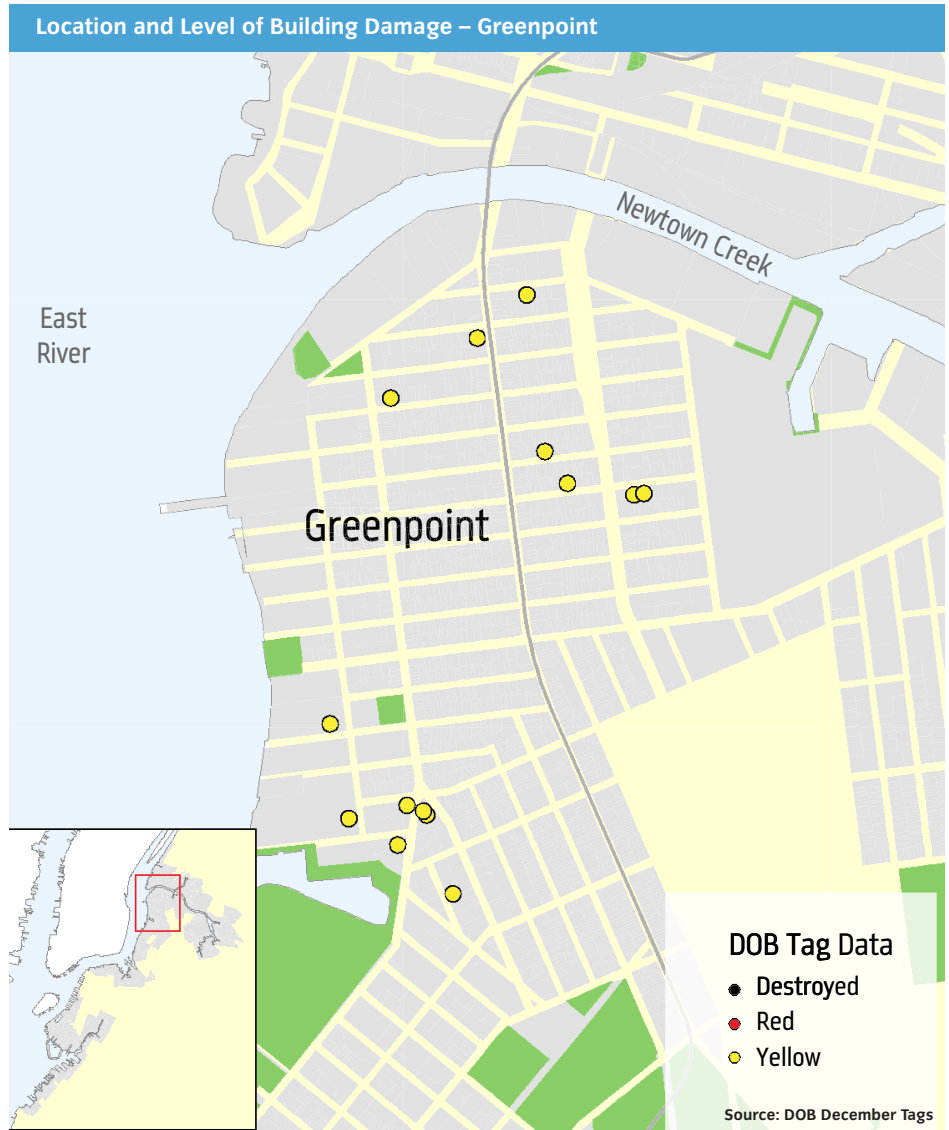 Location and Level of Building Damage – Greenpoint
Newtown Creek
East
River
Greenpoint
DOB Tag Data
Destroyed
Red
Yellow
Source: DOB December Tags